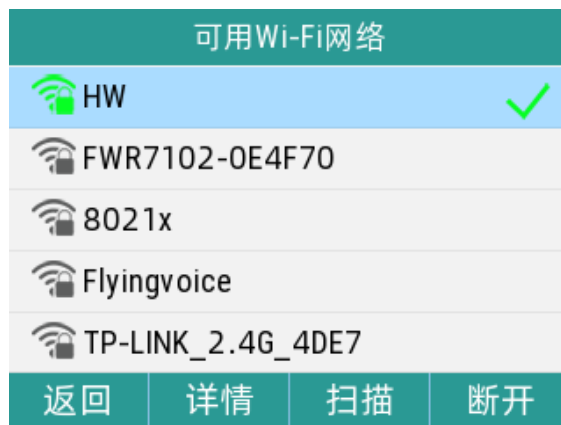 可用Wi-Fi网络
HW
FWR7102-0E4F70
8021x
Flyingvoice
TP-LINK_2.4G_4DE7
返回 详情 扫描 断开